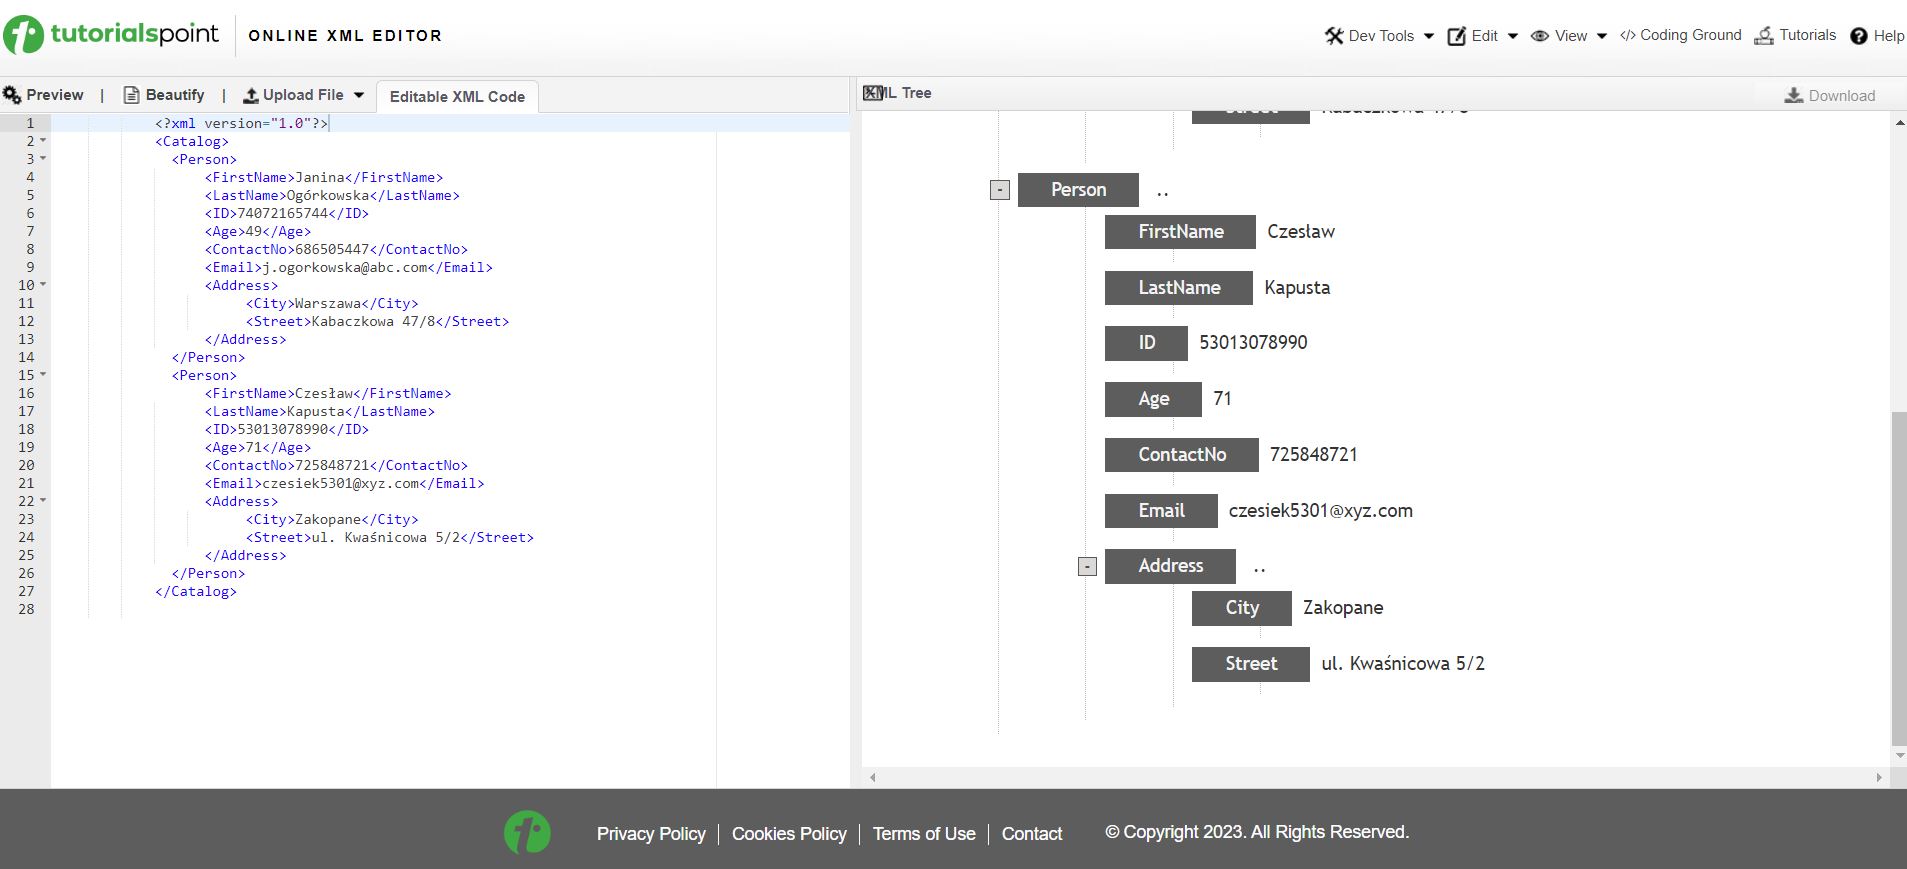 tutorialspoint
ONLINE XML EDITOR
Dev Tools
Edit
View
</> Coding Ground
Tutorials
Help
Preview | Beautify | Upload File
Editable XML Code
XML Tree
Download
1 <?xml version="1.0"?>
2 <Catalog>
3 <Person>
4 <FirstName>Janina</FirstName>
5 <LastName>Ogórkowska</LastName>
6 <ID>74072165744</ID>
7 <Age>49</Age>
8 <ContactNo>686505447</ContactNo>
9 <Email>j.ogorkowska@abc.com</Email>
10 <Address>
11 <City>Warszawa</City>
12 <Street>Kabaczkowa 47/8</Street>
13 </Address>
14 </Person>
15 <Person>
16 <FirstName>Czesław</FirstName>
17 <LastName>Kapusta</LastName>
18 <ID>53013078990</ID>
19 <Age>71</Age>
20 <ContactNo>725848721</ContactNo>
21 <Email>czesiek5301@xyz.com</Email>
22 <Address>
23 <City>Zakopane</City>
24 <Street>ul. Kwaśnicowa 5/2</Street>
25 </Address>
26 </Person>
27 </Catalog>
28
Street Kabaczkowa 47/8
- Person ..
FirstName Czesław
LastName Kapusta
ID 53013078990
Age 71
ContactNo 725848721
Email czesiek5301@xyz.com
- Address ..
City Zakopane
Street ul. Kwaśnicowa 5/2
Privacy Policy | Cookies Policy | Terms of Use | Contact
© Copyright 2023. All Rights Reserved.